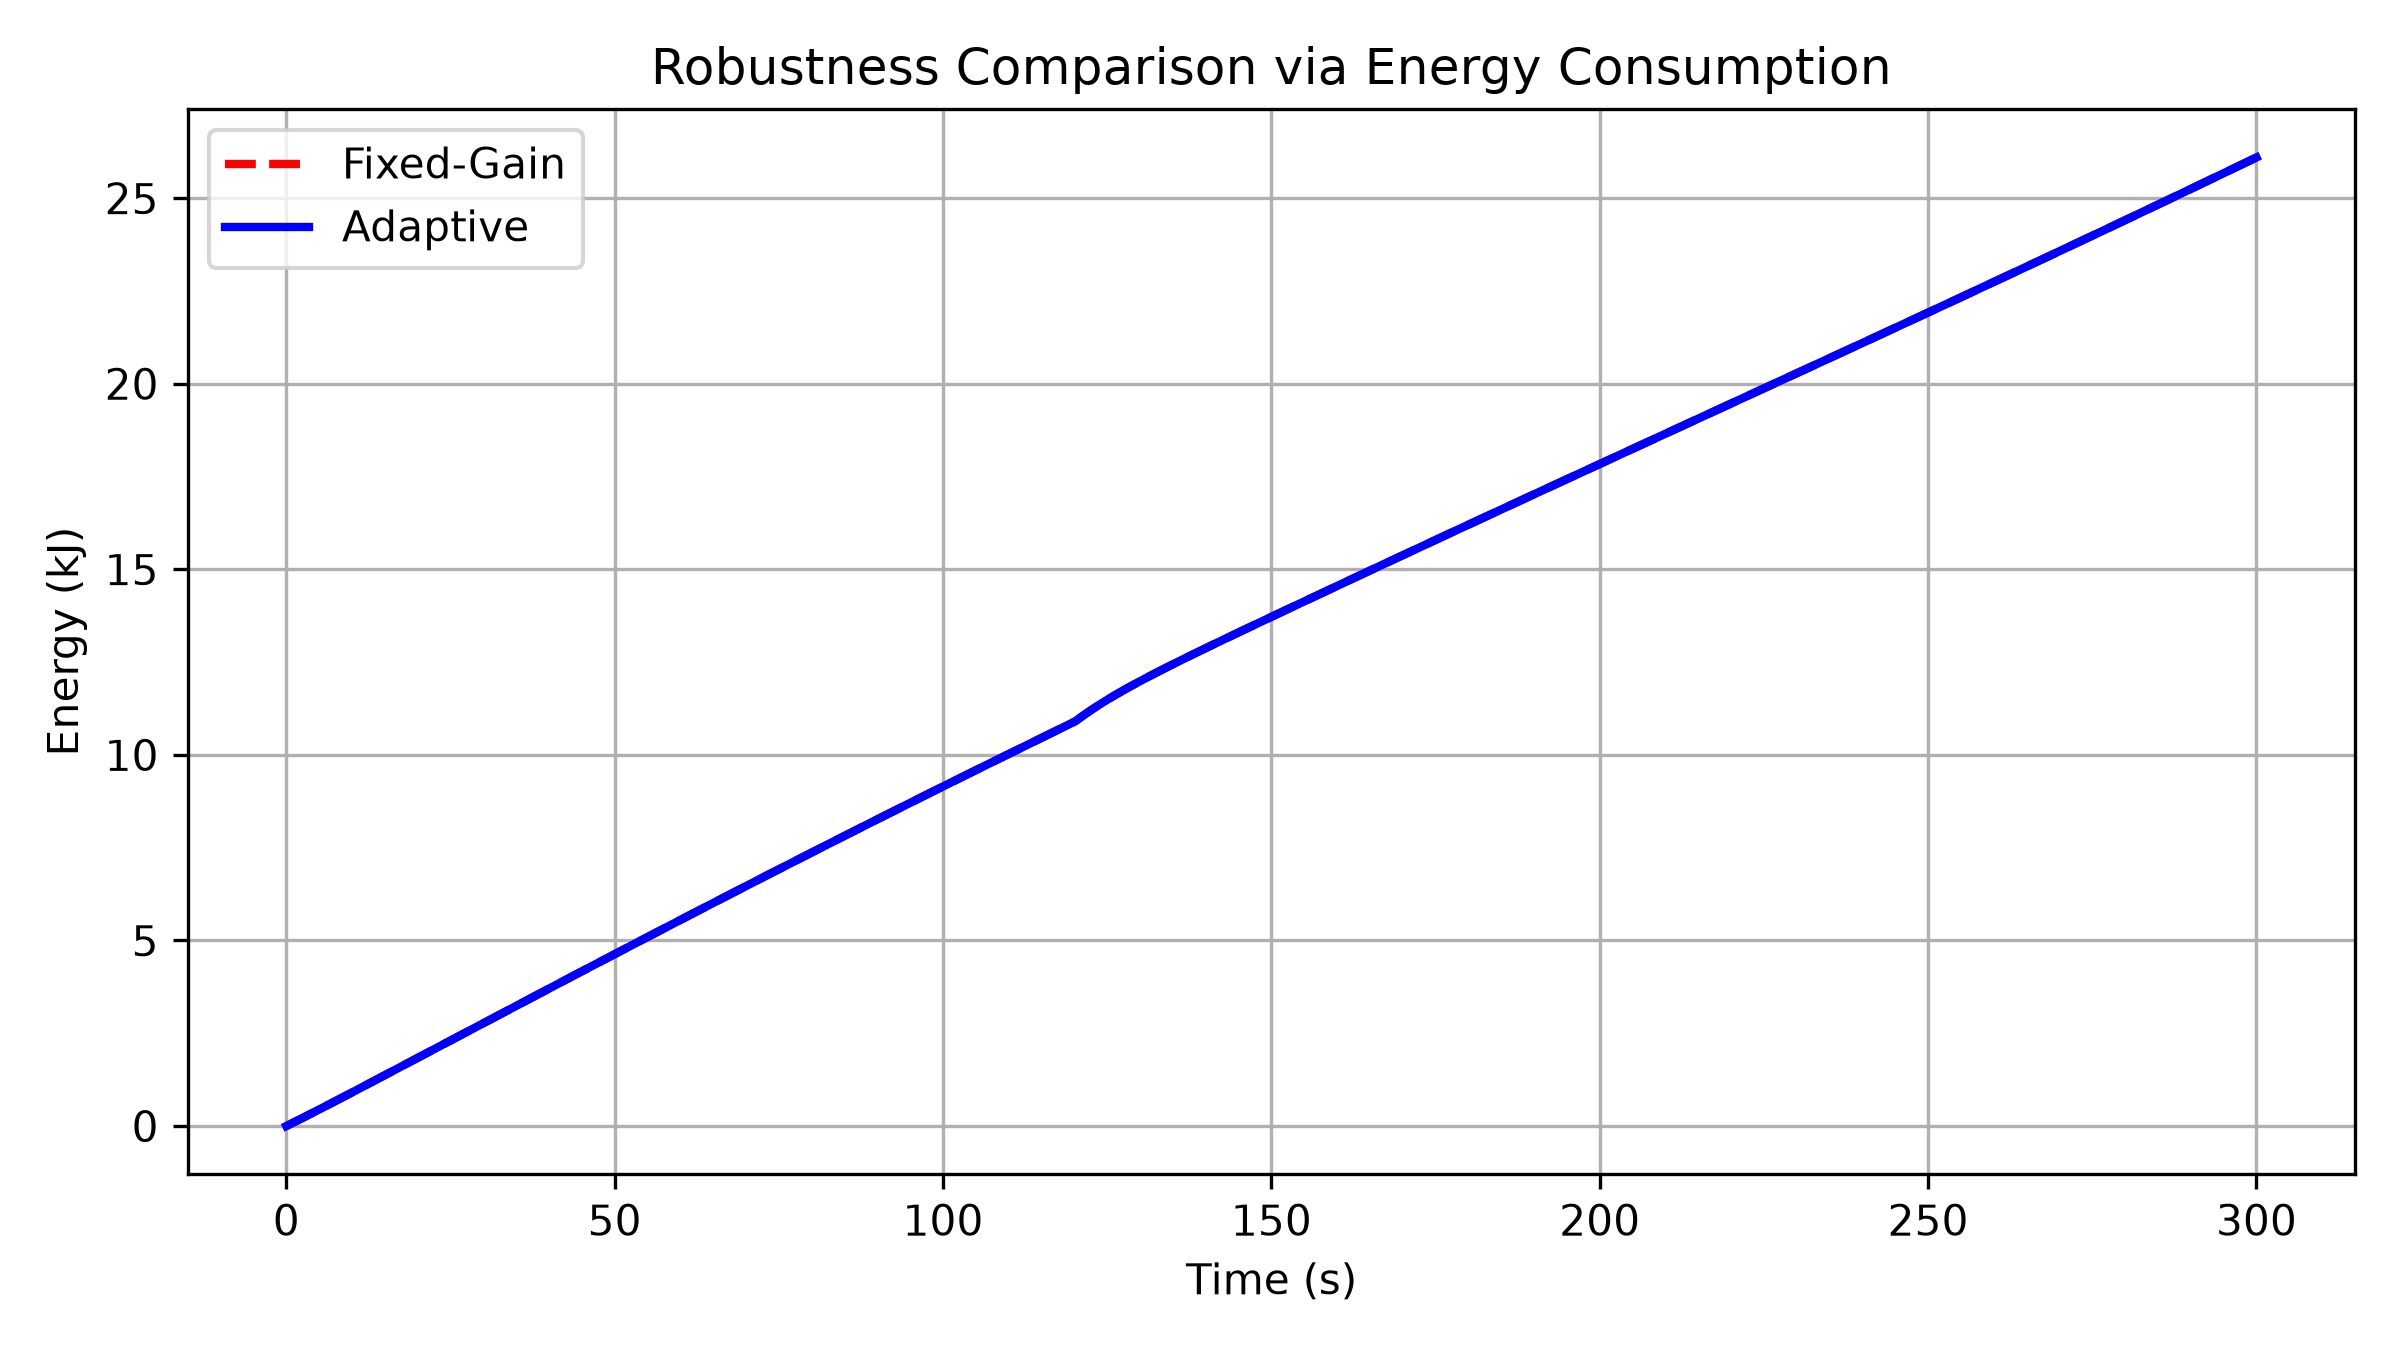 Robustness Comparison via Energy Consumption
Fixed-Gain
Adaptive
Energy (kJ)
25
20
15
10
5
0
0 50 100 150 200 250 300
Time (s)